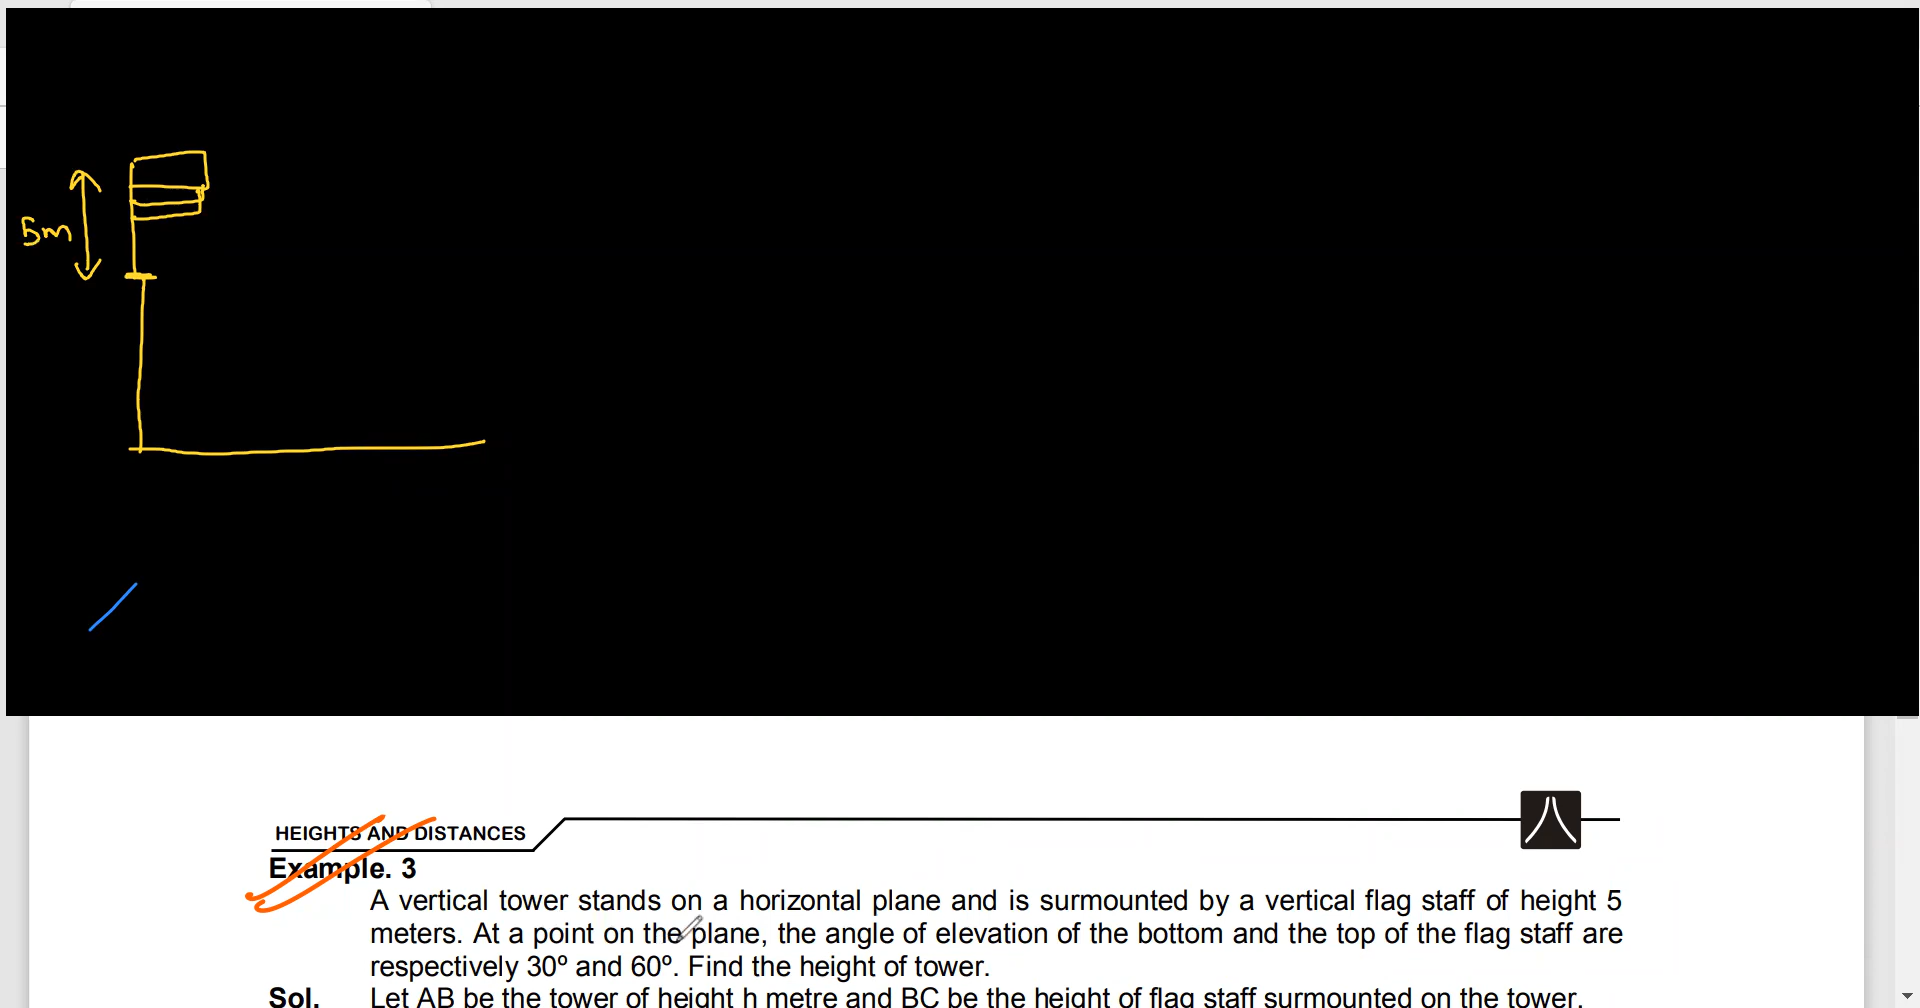 5m
HEIGHTS AND DISTANCES
Example. 3
A vertical tower stands on a horizontal plane and is surmounted by a vertical flag staff of height 5
meters. At a point on the plane, the angle of elevation of the bottom and the top of the flag staff are
respectively 30º and 60º. Find the height of tower.
Sol. Let AB be the tower of height h metre and BC be the height of flag staff surmounted on the tower.